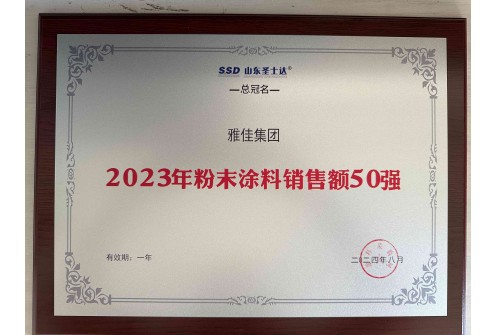 SSD 山东圣士达®
—总冠名—
雅佳集团
2023年粉末涂料销售额50强
有效期：一年
二〇二四年八月